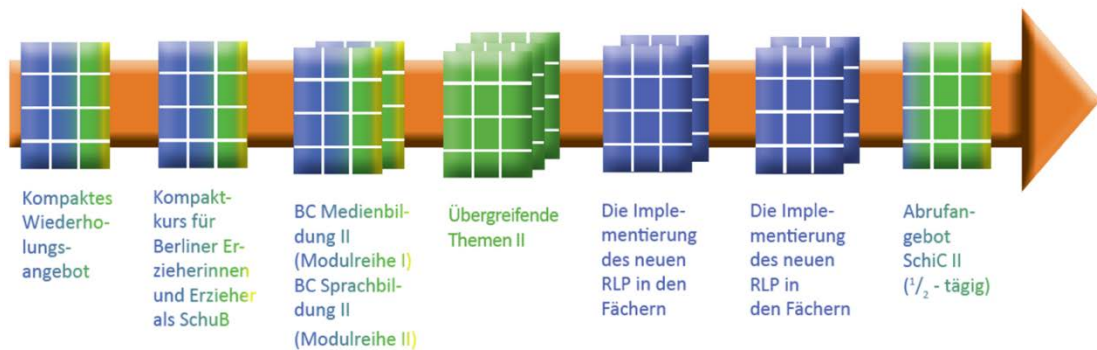 Kompaktes
Wiederho-
lungs-
angebot
Kompakt-
kurs für
Berliner Er-
zieherinnen
und Erzieher
als SchuB
BC Medienbil-
dung II
(Modulreihe I)
BC Sprachbil-
dung II
(Modulreihe II)
Übergreifende
Themen II
Die Imple-
mentierung
des neuen
RLP in den
Fächern
Die Imple-
mentierung
des neuen
RLP in
den Fächern
Abrufan-
gebot
SchiC II
(1/2 - tägig)